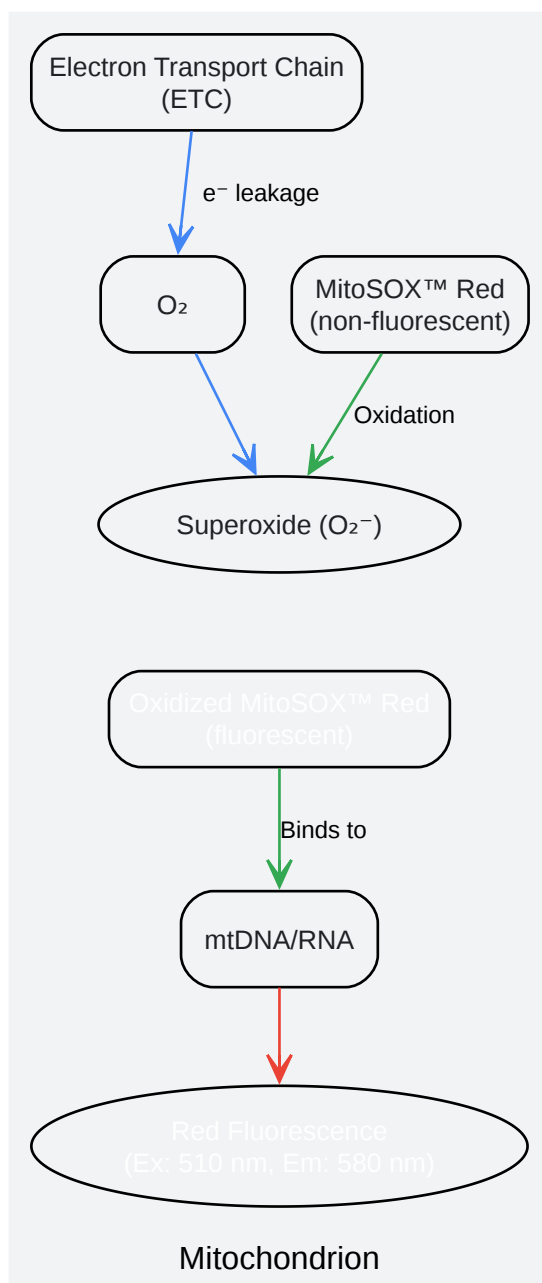 Electron Transport Chain
(ETC)
e⁻ leakage
O₂
MitoSOX™ Red
(non-fluorescent)
Oxidation
Superoxide (O₂⁻)
Oxidized MitoSOX™ Red
(fluorescent)
Binds to
mtDNA/RNA
Red Fluorescence
(Ex: 510 nm, Em: 580 nm)
Mitochondrion